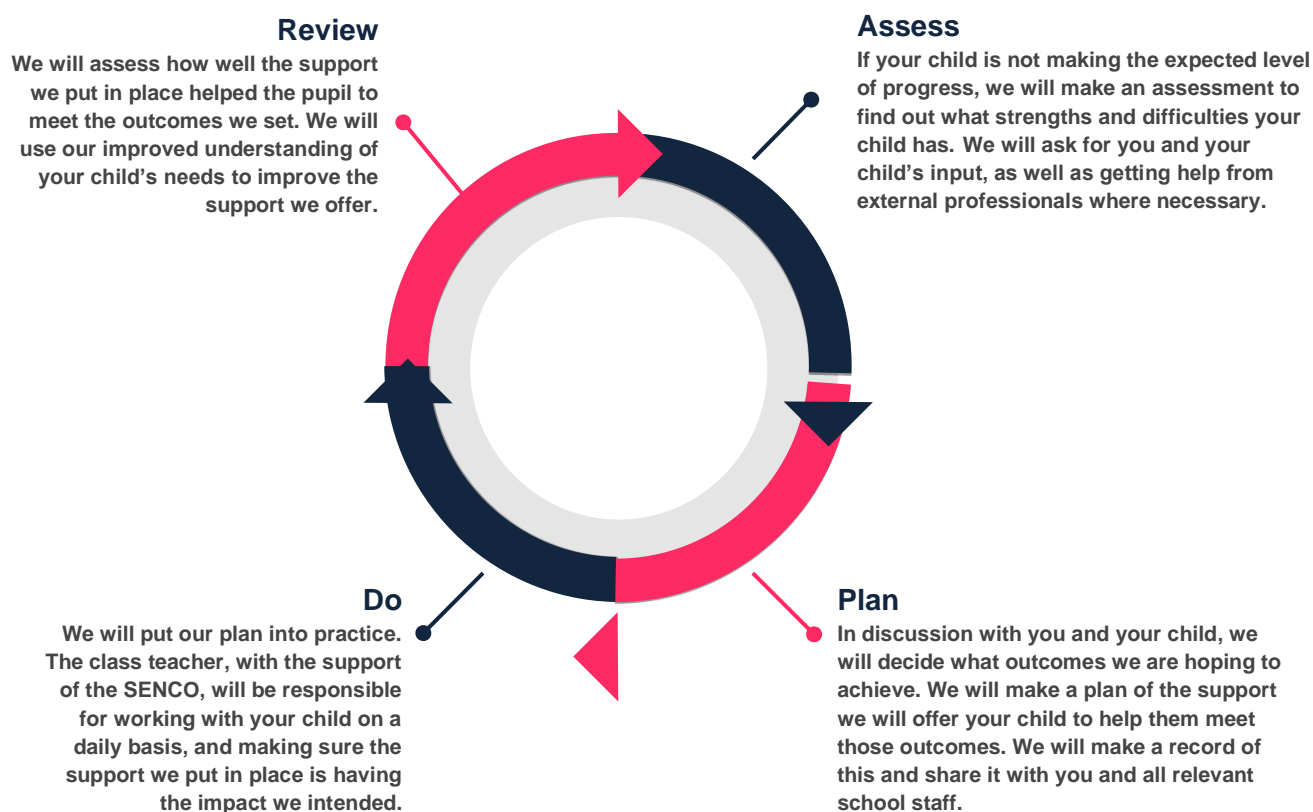 Review
We will assess how well the support
we put in place helped the pupil to
meet the outcomes we set. We will
use our improved understanding of
your child’s needs to improve the
support we offer.
Assess
If your child is not making the expected level
of progress, we will make an assessment to
find out what strengths and difficulties your
child has. We will ask for you and your
child’s input, as well as getting help from
external professionals where necessary.
Do
We will put our plan into practice.
The class teacher, with the support
of the SENCO, will be responsible
for working with your child on a
daily basis, and making sure the
support we put in place is having
the impact we intended.
Plan
In discussion with you and your child, we
will decide what outcomes we are hoping to
achieve. We will make a plan of the support
we will offer your child to help them meet
those outcomes. We will make a record of
this and share it with you and all relevant
school staff.